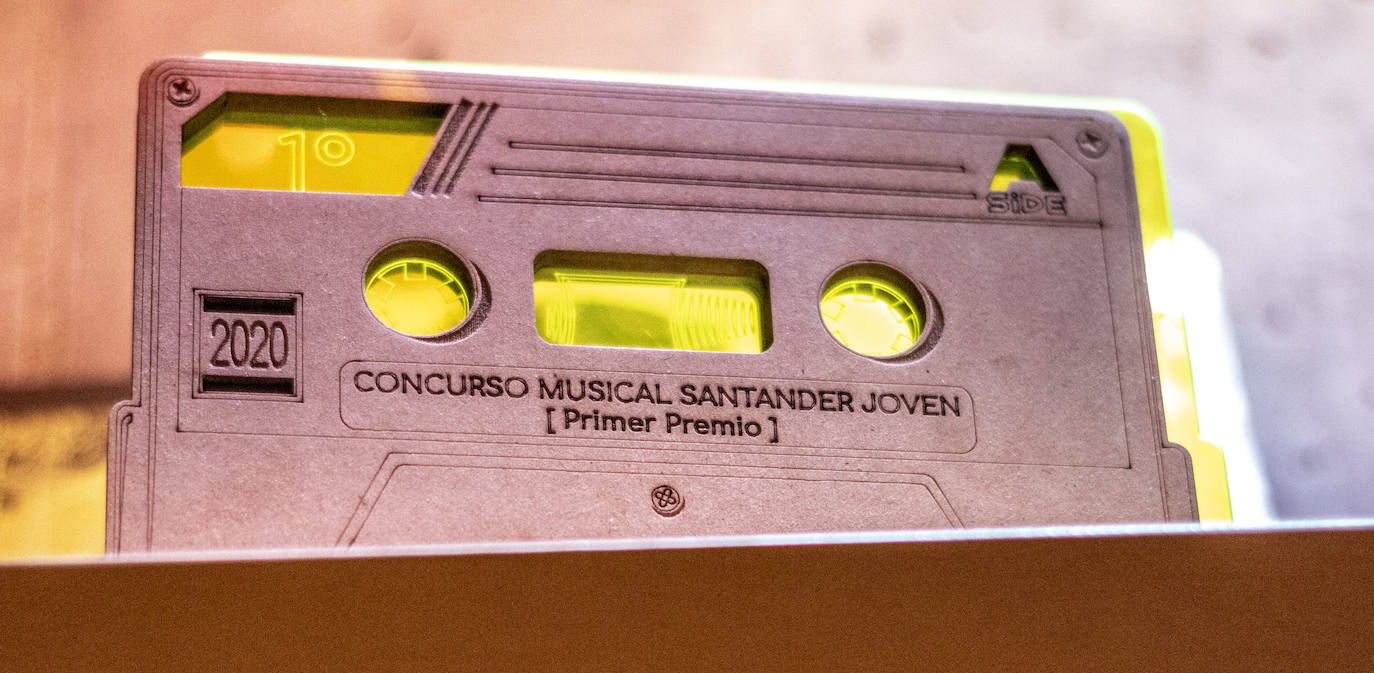 1º
A
SiDE
2020
CONCURSO MUSICAL SANTANDER JOVEN
[ Primer Premio ]